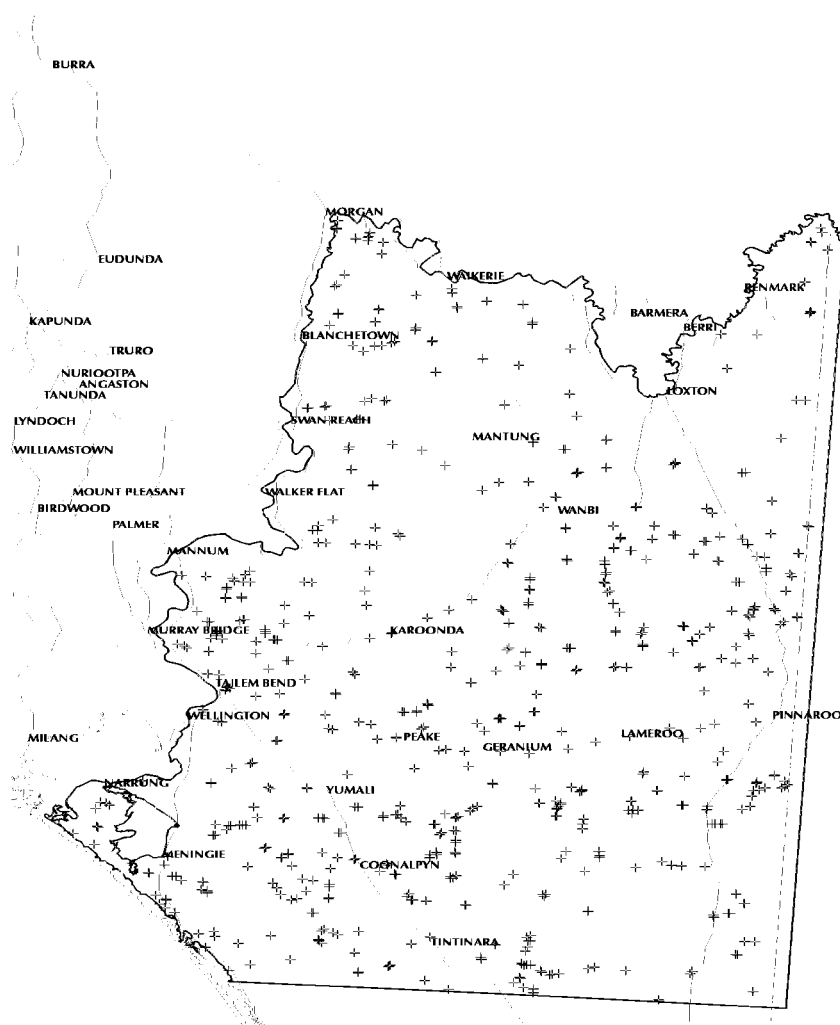 BURRA
MORGAN
EUDUNDA
WAIKERIE
RENMARK
BARMERA
KAPUNDA
BERRI
BLANCHETOWN
TRURO
NURIOOTPA
ANGASTON
LOXTON
TANUNDA
SWAN REACH
LYNDOCH
MANTUNG
WILLIAMSTOWN
MOUNT PLEASANT
WALKER FLAT
BIRDWOOD
WANBI
PALMER
MANNUM
MURRAY BRIDGE
KAROONDA
TAILEM BEND
WELLINGTON
PINNAROO
LAMEROO
MILANG
PEAKE
GERANIUM
NARRUNG
YUMALI
MENINGIE
COONALPYN
TINTINARA